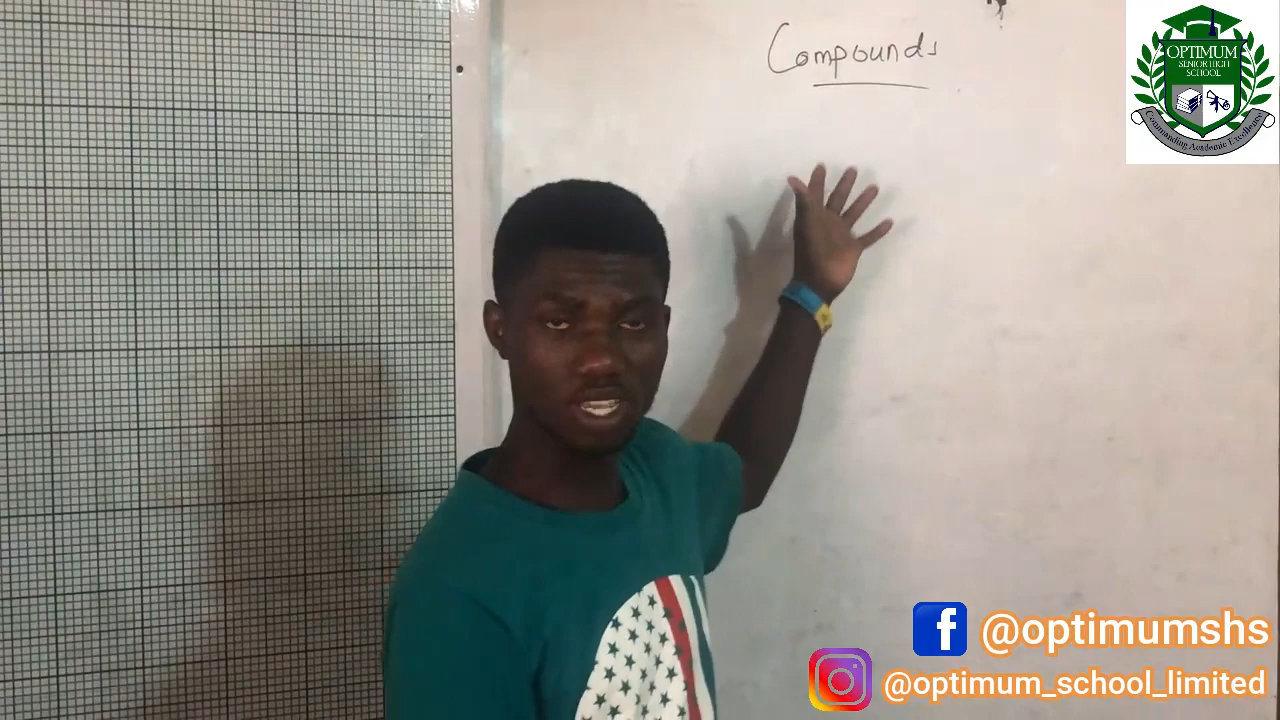 Compounds
OPTIMUM
SENIOR HIGH
SCHOOL
Commanding Academic Excellence
@optimumshs
@optimum_school_limited